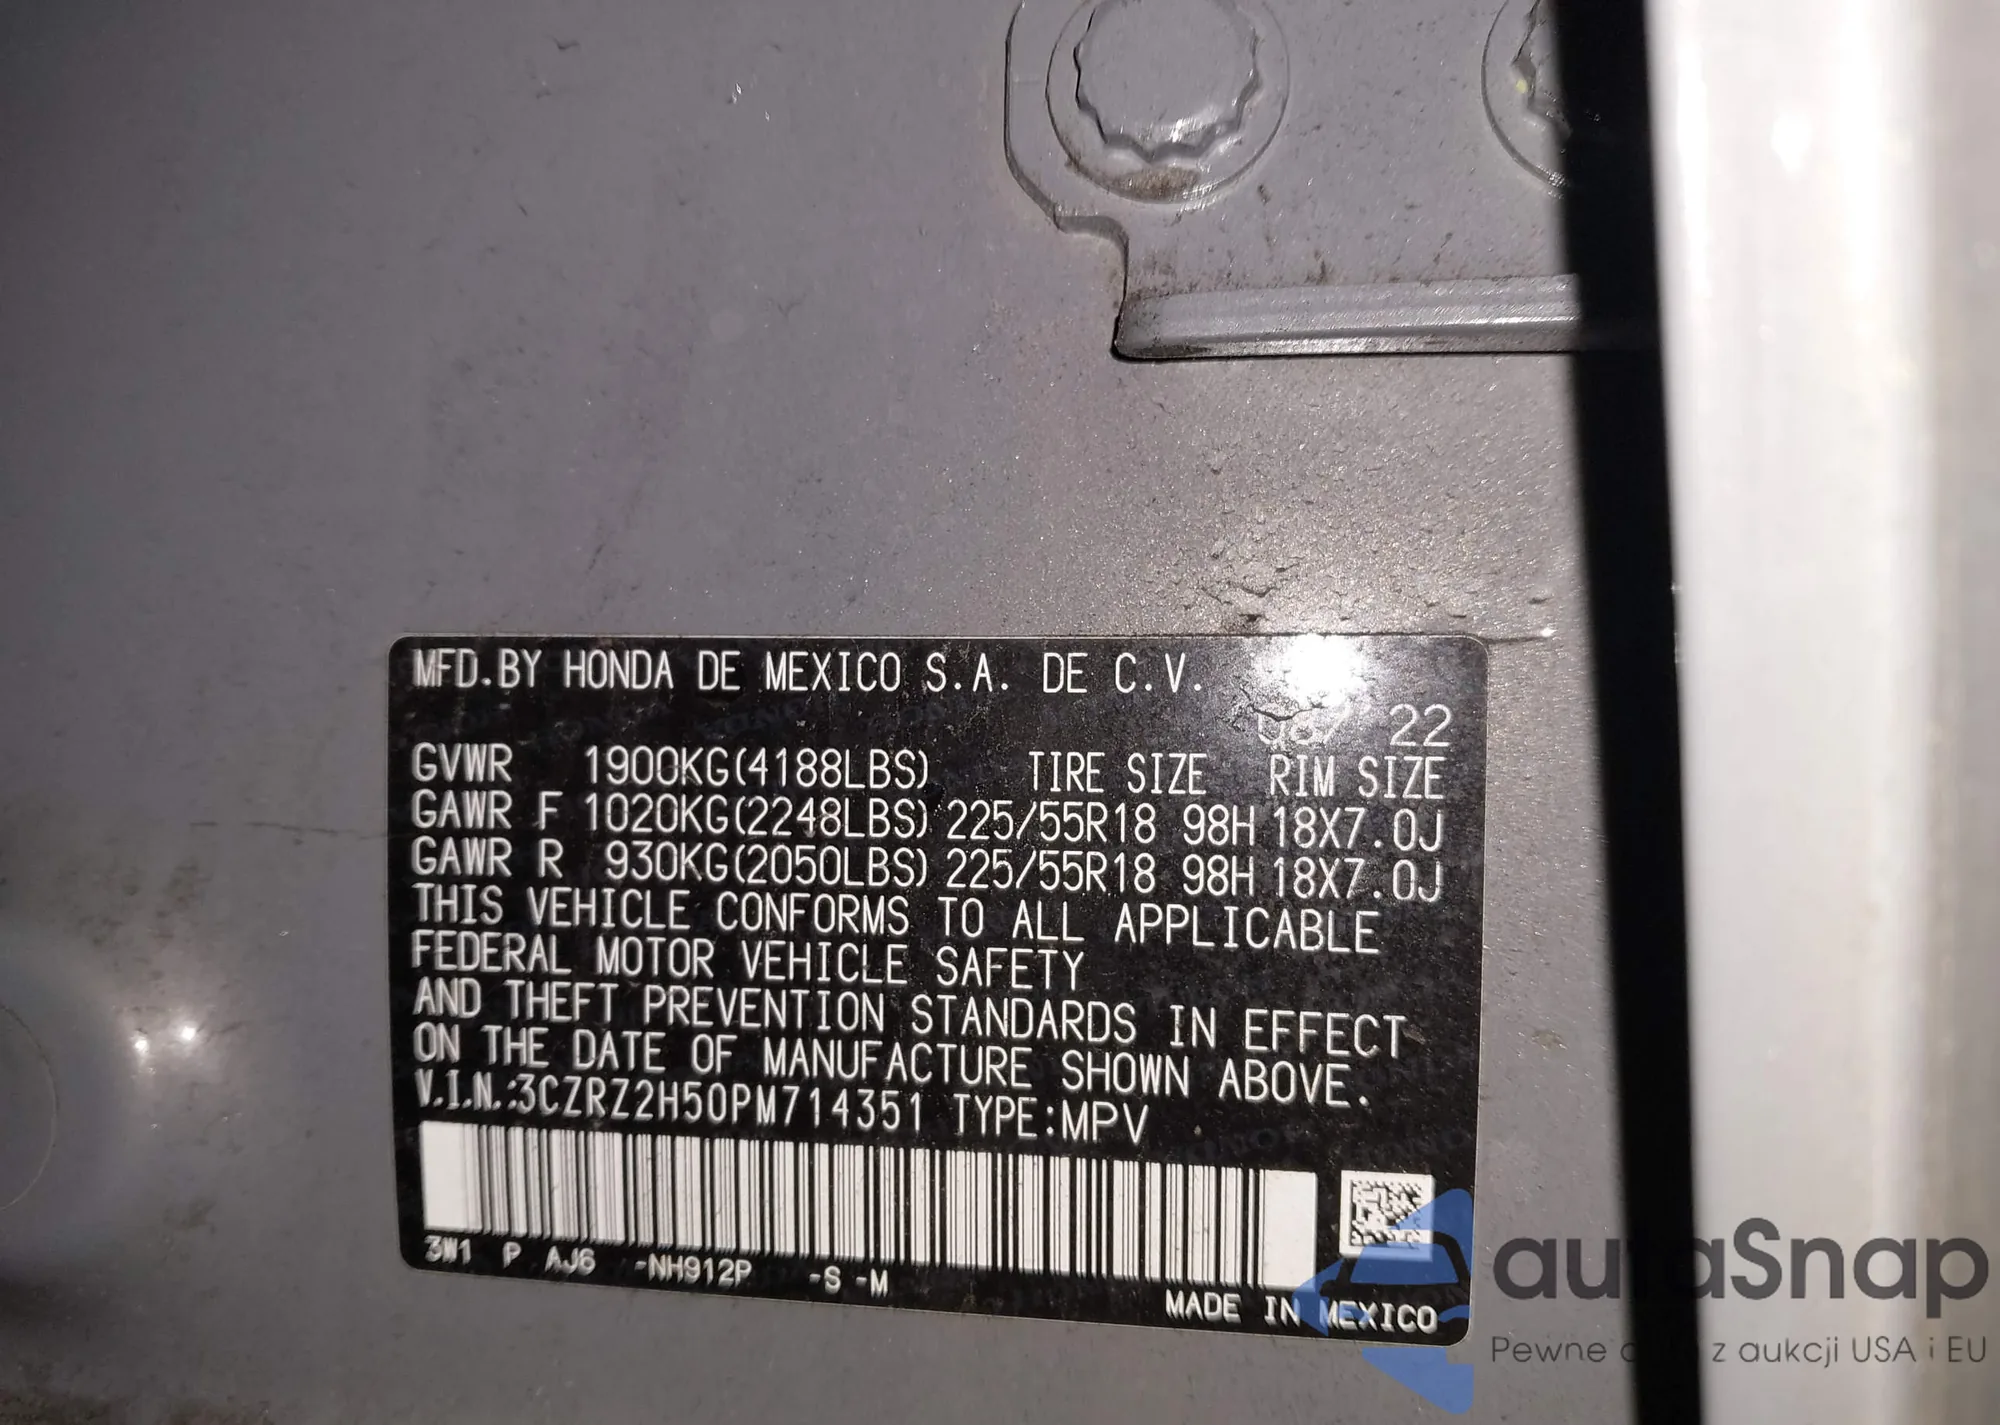 MFD.BY HONDA DE MEXICO S.A. DE C.V.
22
GVWR 1900KG(4188LBS) TIRE SIZE RIM SIZE
GAWR F 1020KG(2248LBS) 225/55R18 98H 18X7.0J
GAWR R 930KG(2050LBS) 225/55R18 98H 18X7.0J
THIS VEHICLE CONFORMS TO ALL APPLICABLE
FEDERAL MOTOR VEHICLE SAFETY
AND THEFT PREVENTION STANDARDS IN EFFECT
ON THE DATE OF MANUFACTURE SHOWN ABOVE.
V.I.N.:3CZRZ2H50PM714351 TYPE:MPV
3W1 P AJ6 -NH912P -S -M
MADE IN MEXICO
autaSnap
Pewne auta z aukcji USA i EU